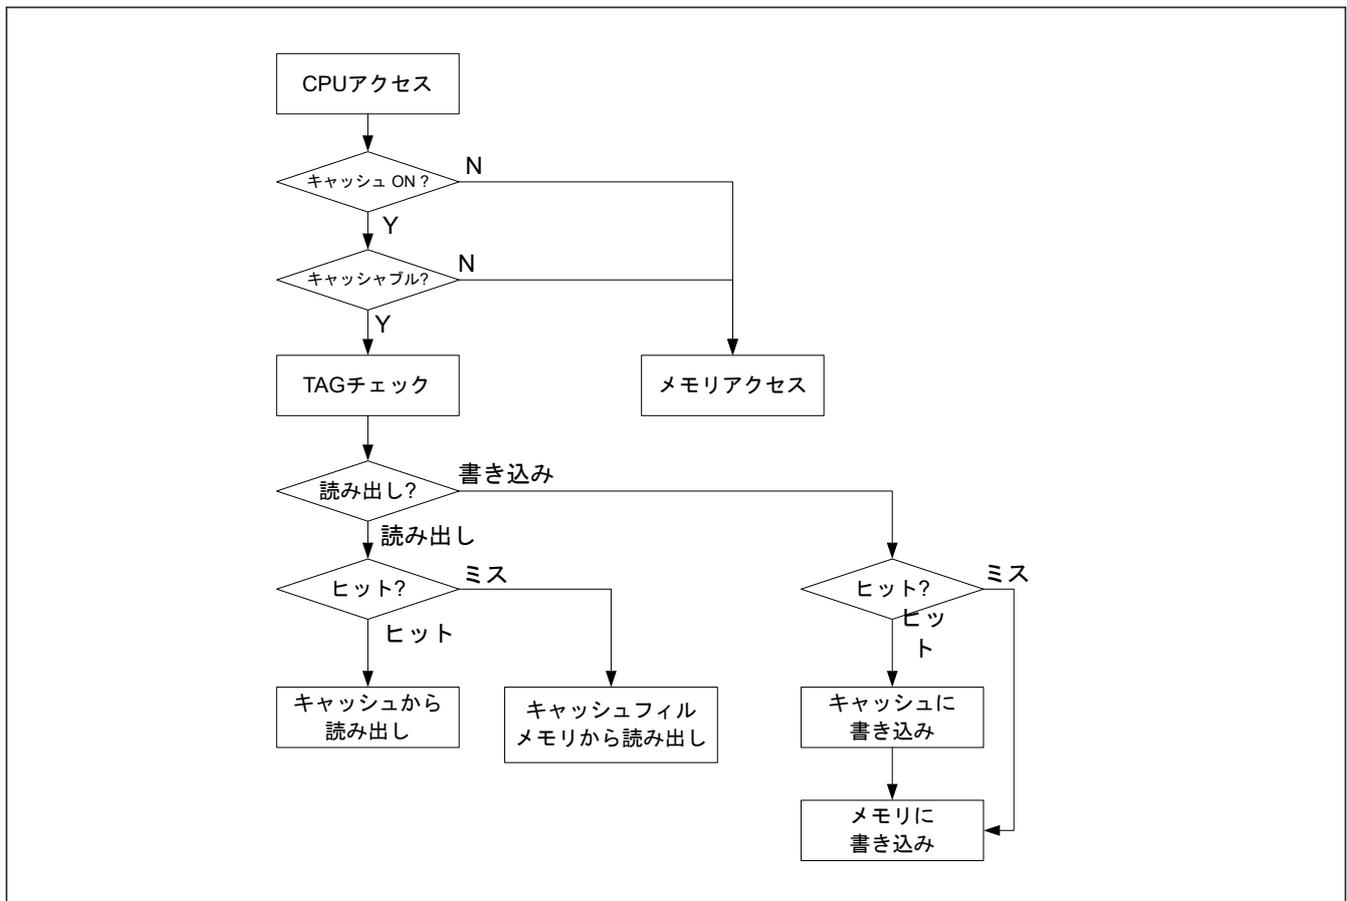 CPUアクセス
キャッシュ ON ?
N
Y
キャッシャブル?
N
Y
TAGチェック
メモリアクセス
読み出し?
書き込み
読み出し
ヒット?
ミス
ヒット
ヒット?
ミス
ヒッ
ト
キャッシュから
読み出し
キャッシュフィル
メモリから読み出し
キャッシュに
書き込み
メモリに
書き込み